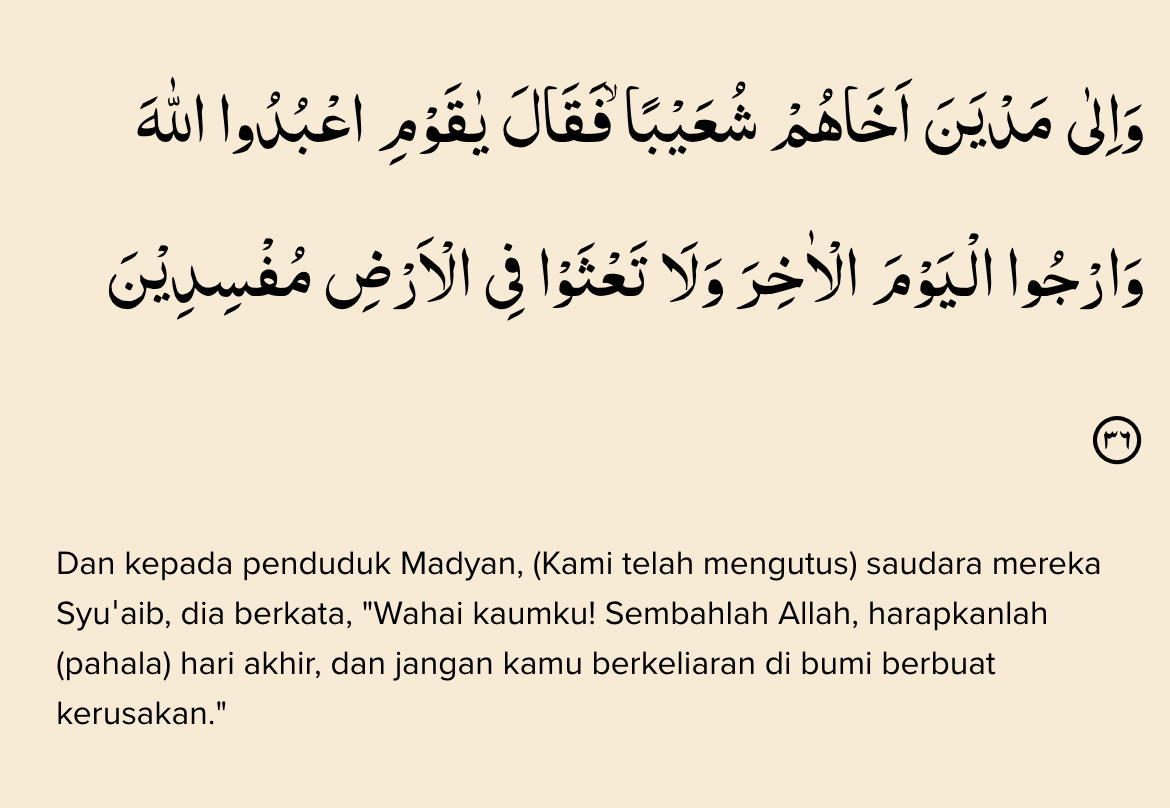 وَاِلٰى مَدْيَنَ اَخَاهُمْ شُعَيْبًاۙ فَقَالَ يٰقَوْمِ اعْبُدُوا اللّٰهَ
وَارْجُوا الْيَوْمَ الْاٰخِرَ وَلَا تَعْثَوْا فِى الْاَرْضِ مُفْسِدِيْنَ
٣٦
Dan kepada penduduk Madyan, (Kami telah mengutus) saudara mereka
Syu'aib, dia berkata, "Wahai kaumku! Sembahlah Allah, harapkanlah
(pahala) hari akhir, dan jangan kamu berkeliaran di bumi berbuat
kerusakan."